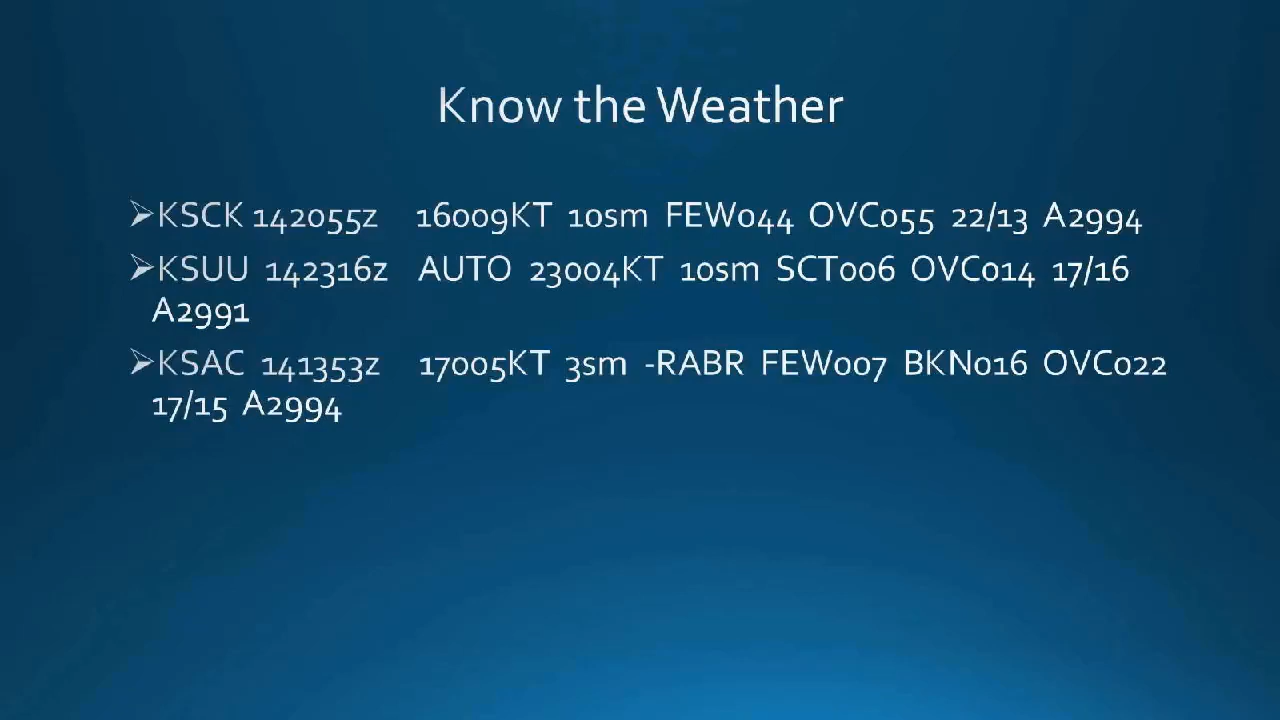 Know the Weather
➢KSCK 142055z 16009KT 10sm FEW044 OVC055 22/13 A2994
➢KSUU 142316z AUTO 23004KT 10sm SCT006 OVC014 17/16
A2991
➢KSAC 141353z 17005KT 3sm -RABR FEW007 BKN016 OVC022
17/15 A2994